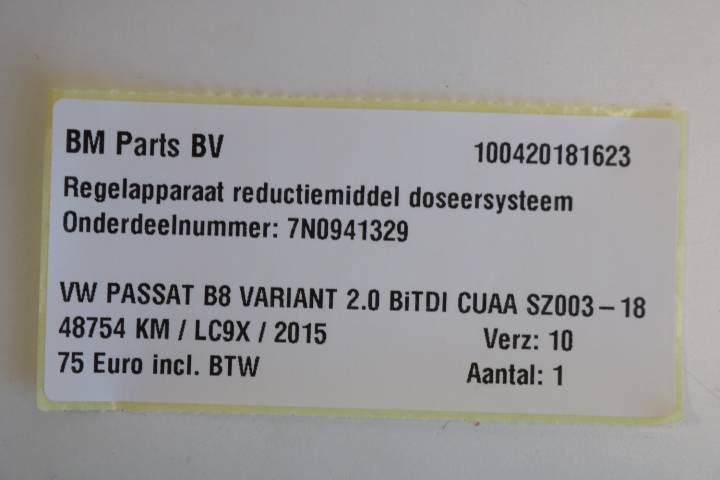 BM Parts BV 100420181623
Regelapparaat reductiemiddel doseersysteem
Onderdeelnummer: 7N0941329
VW PASSAT B8 VARIANT 2.0 BiTDI CUAA SZ003-18
48754 KM / LC9X / 2015 Verz: 10
75 Euro incl. BTW Aantal: 1